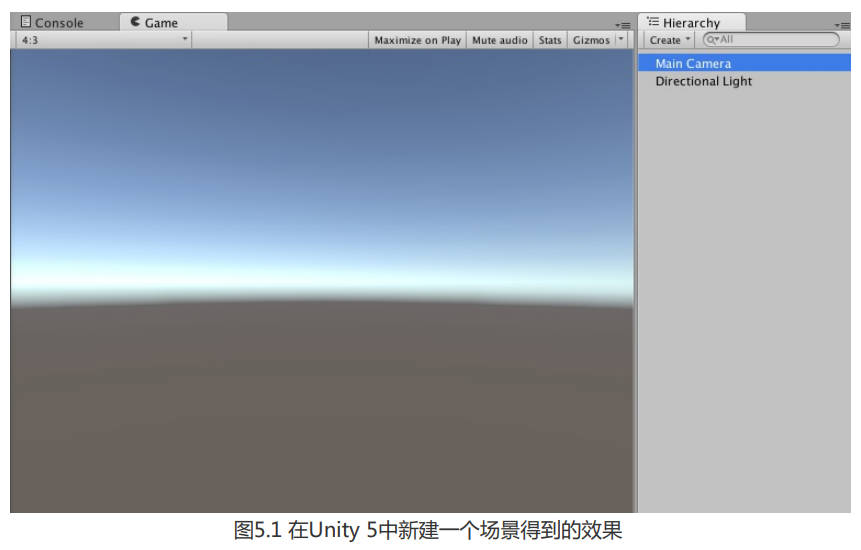 Console Game Hierarchy
4:3 Maximize on Play Mute audio Stats Gizmos Create All
Main Camera
Directional Light
图5.1 在Unity 5中新建一个场景得到的效果